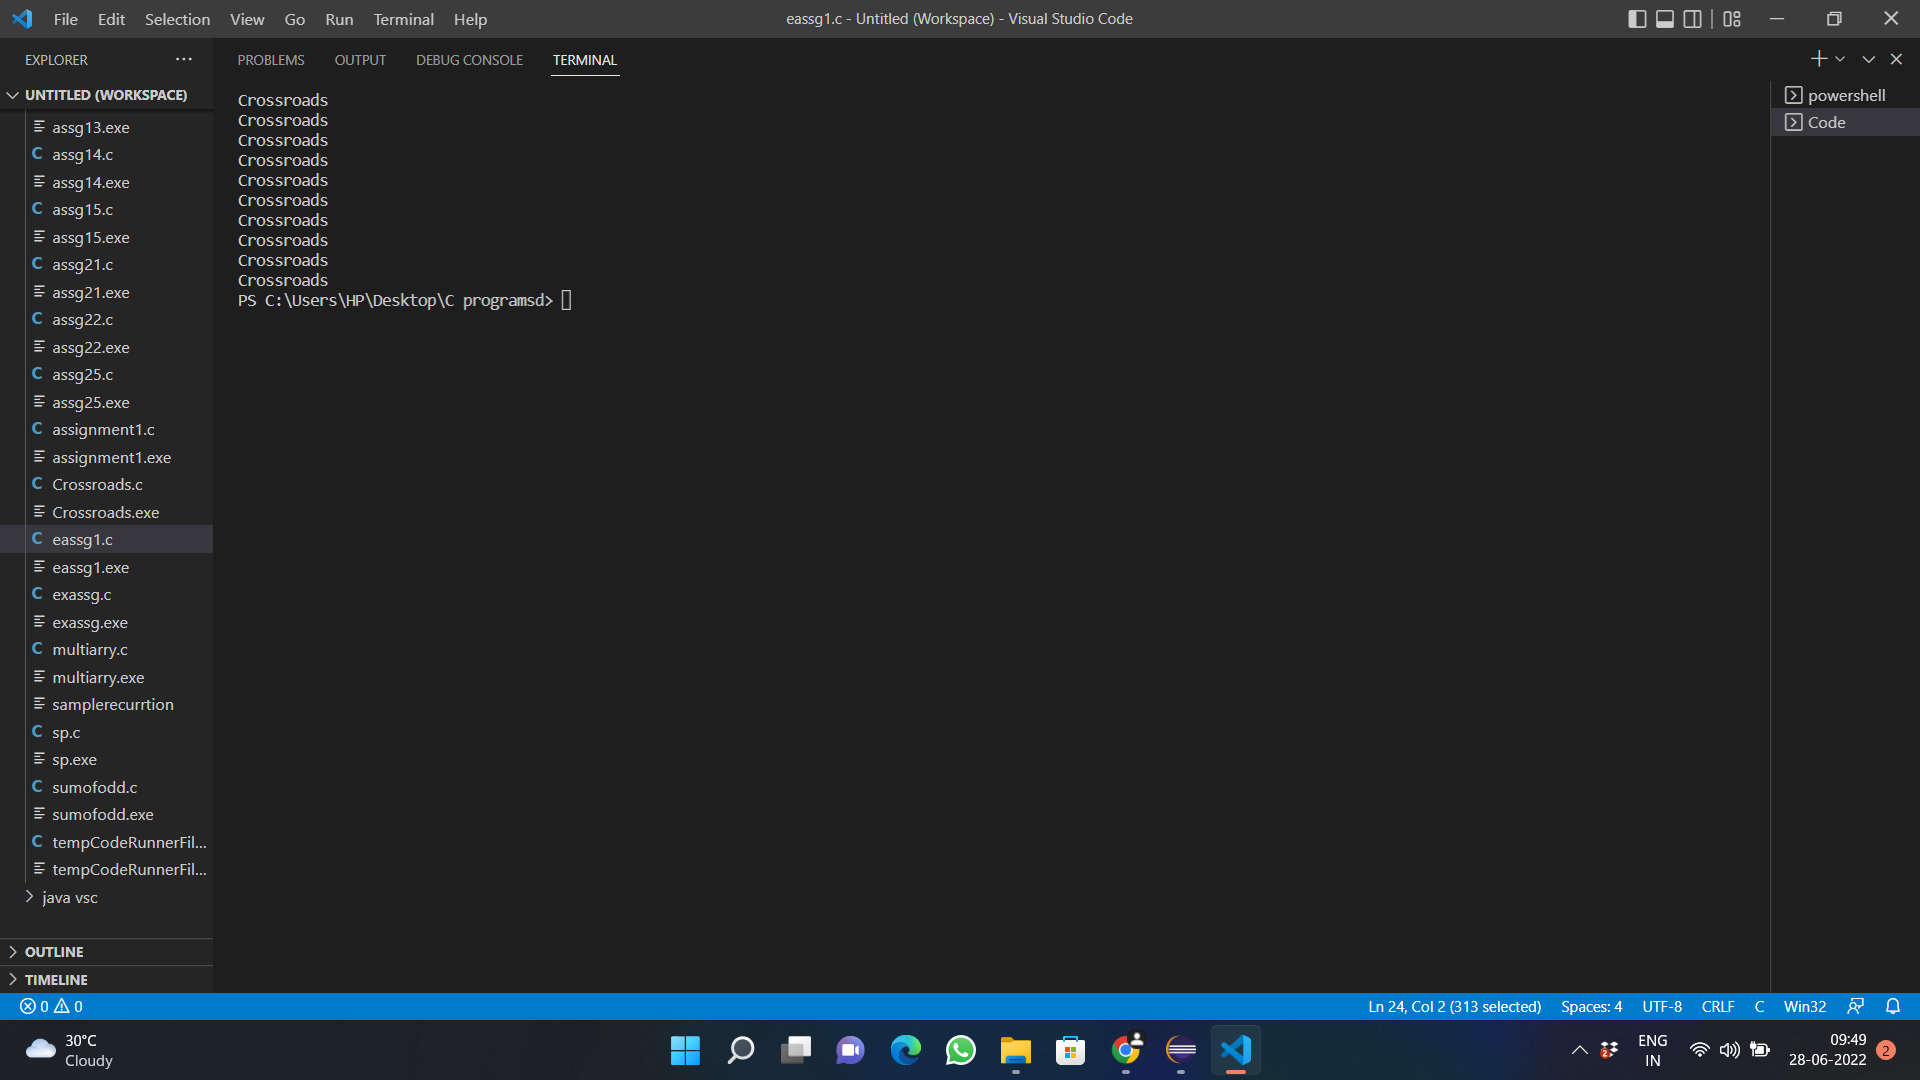 File Edit Selection View Go Run Terminal Help
eassg1.c - Untitled (Workspace) - Visual Studio Code
EXPLORER
UNTITLED (WORKSPACE)
assg13.exe
C assg14.c
assg14.exe
C assg15.c
assg15.exe
C assg21.c
assg21.exe
C assg22.c
assg22.exe
C assg25.c
assg25.exe
C assignment1.c
assignment1.exe
C Crossroads.c
Crossroads.exe
C eassg1.c
eassg1.exe
C exassg.c
exassg.exe
C multiarry.c
multiarry.exe
samplerecurrtion
C sp.c
sp.exe
C sumofodd.c
sumofodd.exe
C tempCodeRunnerFil...
tempCodeRunnerFil...
java vsc
OUTLINE
TIMELINE
PROBLEMS OUTPUT DEBUG CONSOLE TERMINAL
Crossroads
Crossroads
Crossroads
Crossroads
Crossroads
Crossroads
Crossroads
Crossroads
Crossroads
Crossroads
PS C:\Users\HP\Desktop\C programsd>
powershell
Code
0 0
Ln 24, Col 2 (313 selected) Spaces: 4 UTF-8 CRLF C Win32
30°C
Cloudy
2
ENG
IN
09:49
28-06-2022
2